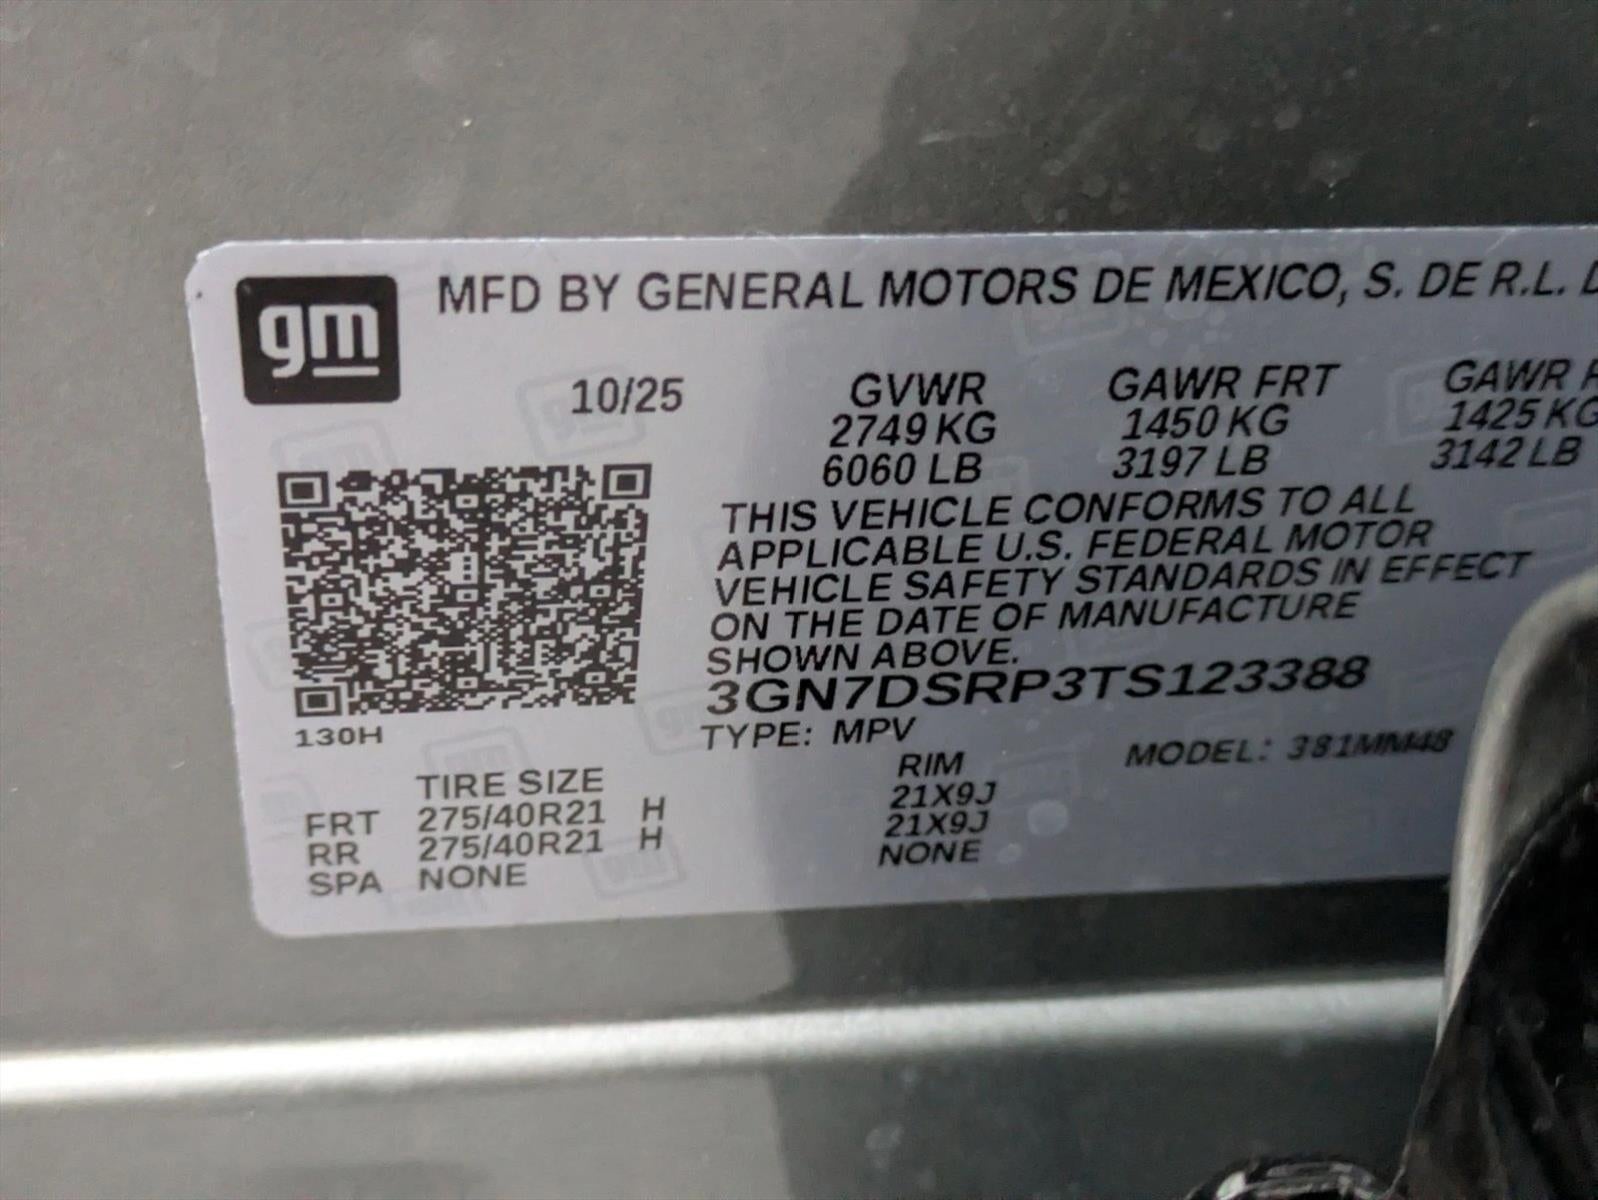 gm
MFD BY GENERAL MOTORS DE MEXICO, S. DE R.L.
10/25
GVWR GAWR FRT GAWR
2749 KG 1450 KG 1425 KG
6060 LB 3197 LB 3142 LB
THIS VEHICLE CONFORMS TO ALL
APPLICABLE U.S. FEDERAL MOTOR
VEHICLE SAFETY STANDARDS IN EFFECT
ON THE DATE OF MANUFACTURE
SHOWN ABOVE.
3GN7DSRP3TS123388
130H
TYPE: MPV MODEL: 381MM48
TIRE SIZE RIM
FRT 275/40R21 H 21X9J
RR 275/40R21 H 21X9J
SPA NONE NONE